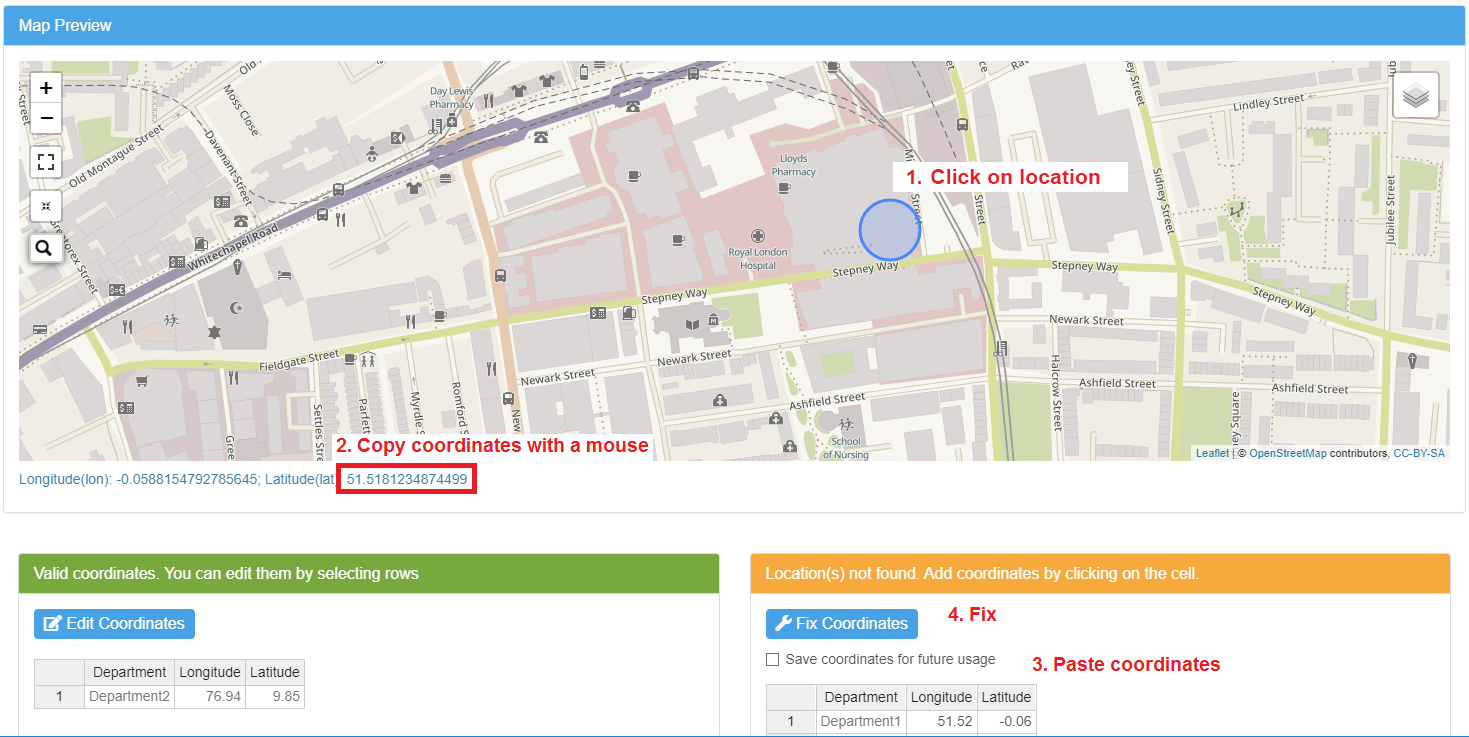 Map Preview
+
−
Old Montague Street
Moss Close
Davenant Street
Day Lewis
Pharmacy
Lloyds
Pharmacy
1. Click on location
Lindley Street
Sidney Street
Jubilee Street
Whitechapel Road
Royal London
Hospital
Stepney Way
Stepney Way
Stepney Way
Stepney Way
Newark Street
Newark Street
Newark Street
Fieldgate Street
Ashfield Street
Ashfield Street
Ashfield Street
Halcrow Street
Settles Stre
Parfett
Myrdle
Romford S
New
Gree
School
of Nursing
2. Copy coordinates with a mouse
Leaflet | © OpenStreetMap contributors, CC-BY-SA
Longitude(lon): -0.0588154792785645; Latitude(lat 51.5181234874499
Valid coordinates. You can edit them by selecting rows
Edit Coordinates
Department Longitude Latitude
1 Department2 76.94 9.85
Location(s) not found. Add coordinates by clicking on the cell.
Fix Coordinates
4. Fix
Save coordinates for future usage
3. Paste coordinates
Department Longitude Latitude
1 Department1 51.52 -0.06